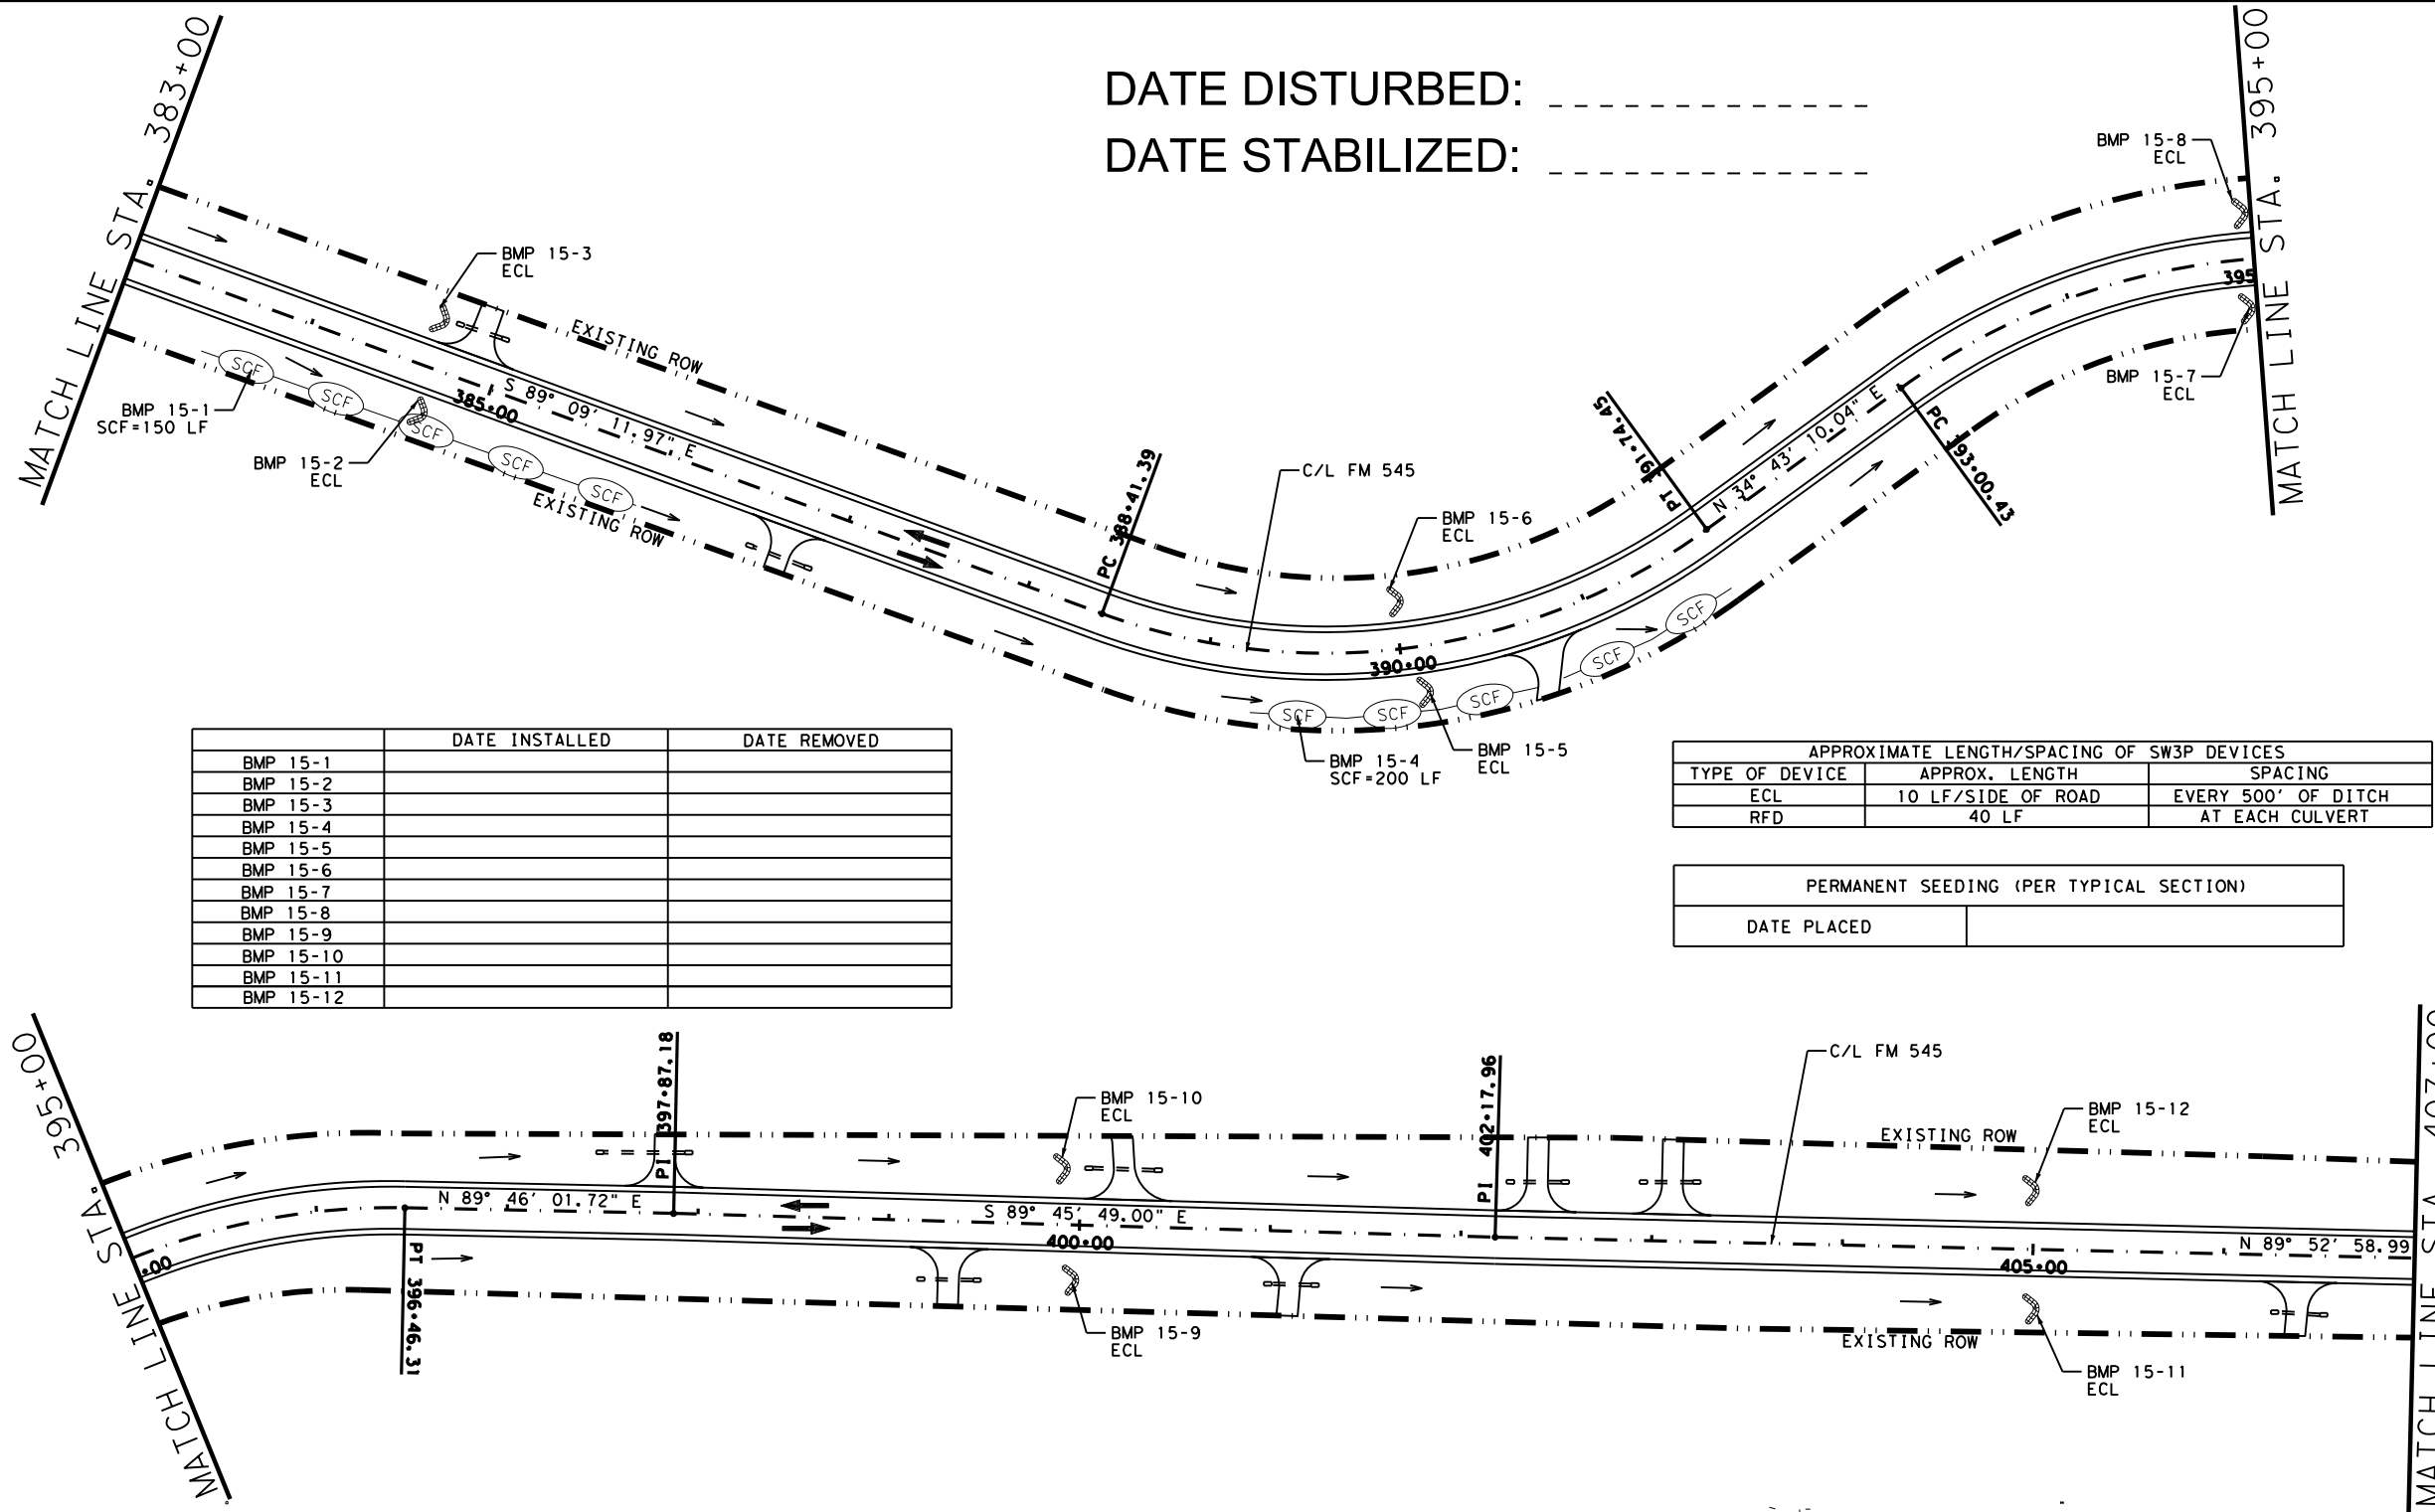 DATE DISTURBED:
DATE STABILIZED:
MATCH LINE STA. 383+00
MATCH LINE STA. 395+00
BMP 15-8
ECL
BMP 15-3
ECL
EXISTING ROW
395
S 89° 09' 11.97" E
385+00
SCF
SCF
SCF
SCF
SCF
BMP 15-1
SCF=150 LF
BMP 15-2
ECL
EXISTING ROW
BMP 15-7
ECL
PC 388+41.39
C/L FM 545
BMP 15-6
ECL
PT 391+74.45
N 34° 43' 10.04" E
PC 393+00.43
390+00
SCF
SCF
SCF
SCF
SCF
BMP 15-4
SCF=200 LF
BMP 15-5
ECL
DATE INSTALLED DATE REMOVED
BMP 15-1
BMP 15-2
BMP 15-3
BMP 15-4
BMP 15-5
BMP 15-6
BMP 15-7
BMP 15-8
BMP 15-9
BMP 15-10
BMP 15-11
BMP 15-12
APPROXIMATE LENGTH/SPACING OF SW3P DEVICES
TYPE OF DEVICE APPROX. LENGTH SPACING
ECL 10 LF/SIDE OF ROAD EVERY 500' OF DITCH
RFD 40 LF AT EACH CULVERT
PERMANENT SEEDING (PER TYPICAL SECTION)
DATE PLACED
MATCH LINE STA. 395+00
+00
N 89° 46' 01.72" E
PT 396+46.31
PI 397+87.18
BMP 15-10
ECL
S 89° 45' 49.00" E
400+00
BMP 15-9
ECL
PI 402+17.96
C/L FM 545
EXISTING ROW
BMP 15-12
ECL
405+00
N 89° 52' 58.99
EXISTING ROW
BMP 15-11
ECL
MATCH LINE STA. 407+00